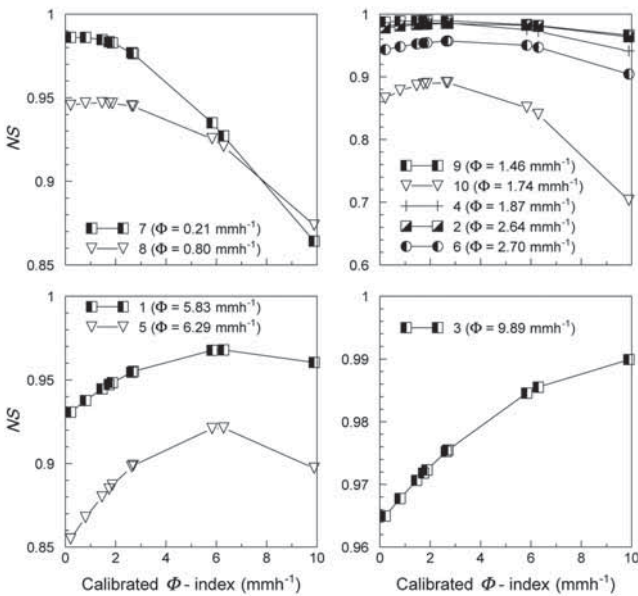 1
0.95
NS
0.9
0.85
7 (Φ = 0.21 mmh-1)
8 (Φ = 0.80 mmh-1)
1
0.9
0.8
0.7
0.6
9 (Φ = 1.46 mmh-1)
10 (Φ = 1.74 mmh-1)
4 (Φ = 1.87 mmh-1)
2 (Φ = 2.64 mmh-1)
6 (Φ = 2.70 mmh-1)
1
0.95
NS
0.9
0.85
1 (Φ = 5.83 mmh-1)
5 (Φ = 6.29 mmh-1)
0 2 4 6 8 10
Calibrated Φ - index (mmh-1)
1
0.99
0.98
0.97
0.96
3 (Φ = 9.89 mmh-1)
0 2 4 6 8 10
Calibrated Φ - index (mmh-1)